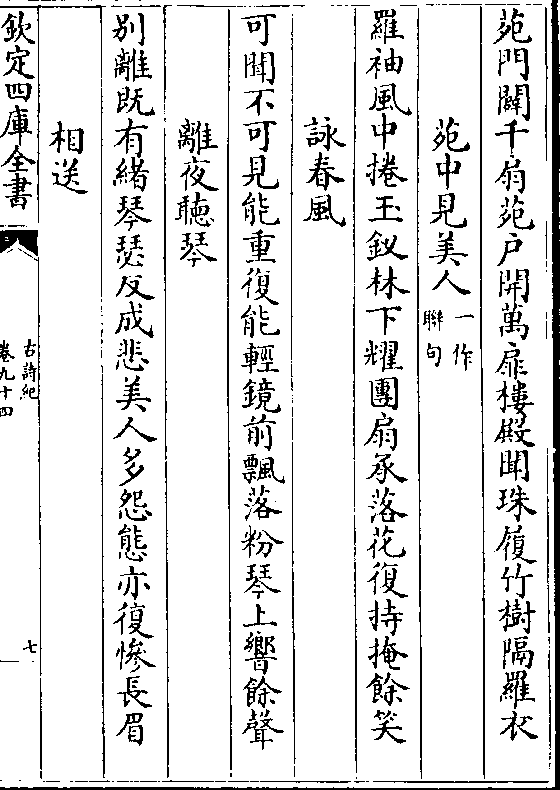 苑門闢千扇苑户開萬扉樓殿聞珠履竹樹隔羅衣
苑中見美人一作聯句
羅袖風中捲玉釵林下耀團扇承落花復持掩餘笑
詠春風
可聞不可見能重復能輕鏡前飄落粉琴上響餘聲
離夜聽琴
别離既有緒琴瑟反成悲美人多怨態亦復慘長眉
相送
欽定四庫全書
古詩紀
卷九十四
七